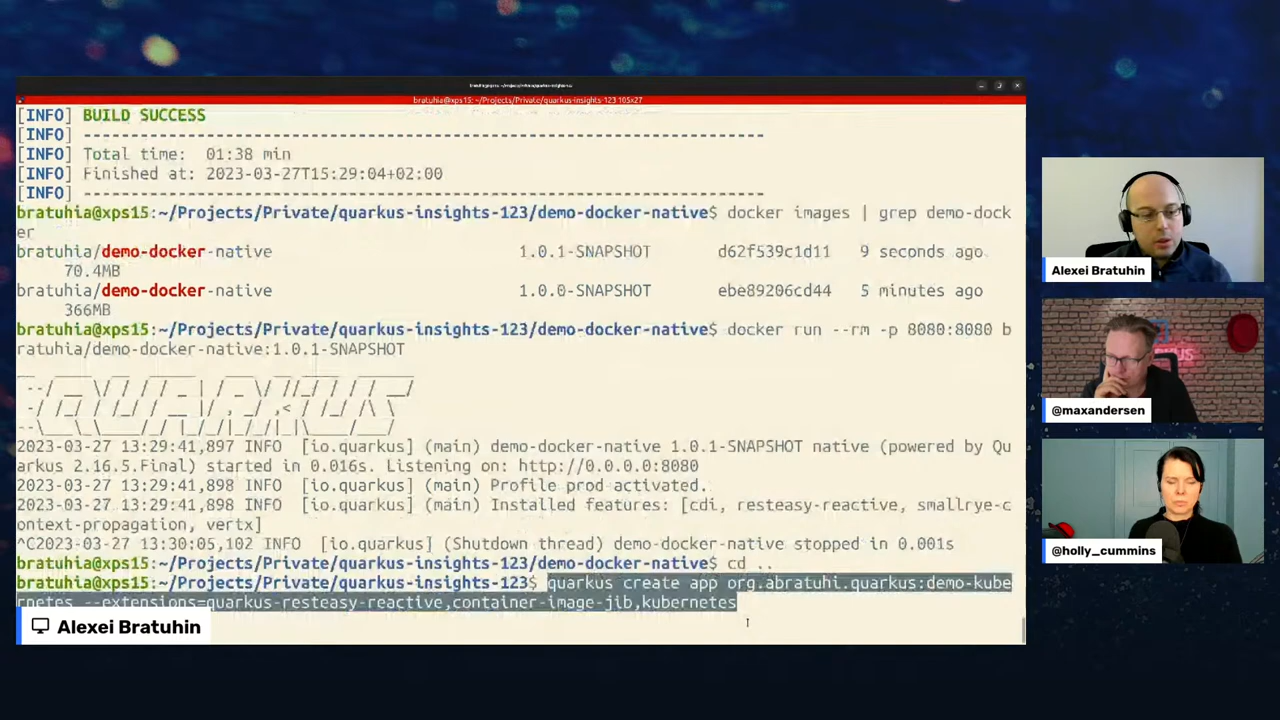 bratuhia@xps15: ~/Projects/Private/quarkus-insights-123 105x27
[INFO] BUILD SUCCESS
[INFO] ------------------------------------------------------------------------
[INFO] Total time:  01:38 min
[INFO] Finished at: 2023-03-27T15:29:04+02:00
[INFO] ------------------------------------------------------------------------
bratuhia@xps15:~/Projects/Private/quarkus-insights-123/demo-docker-native$ docker images | grep demo-dock
er
bratuhia/demo-docker-native 1.0.1-SNAPSHOT d62f539c1d11 9 seconds ago
70.4MB
bratuhia/demo-docker-native 1.0.0-SNAPSHOT ebe89206cd44 5 minutes ago
366MB
bratuhia@xps15:~/Projects/Private/quarkus-insights-123/demo-docker-native$ docker run --rm -p 8080:8080 b
ratuhia/demo-docker-native:1.0.1-SNAPSHOT
QUARKUS
2023-03-27 13:29:41,897 INFO  [io.quarkus] (main) demo-docker-native 1.0.1-SNAPSHOT native (powered by Qu
arkus 2.16.5.Final) started in 0.016s. Listening on: http://0.0.0.0:8080
2023-03-27 13:29:41,898 INFO  [io.quarkus] (main) Profile prod activated.
2023-03-27 13:29:41,898 INFO  [io.quarkus] (main) Installed features: [cdi, resteasy-reactive, smallrye-c
ontext-propagation, vertx]
^C2023-03-27 13:30:05,102 INFO  [io.quarkus] (Shutdown thread) demo-docker-native stopped in 0.001s
bratuhia@xps15:~/Projects/Private/quarkus-insights-123/demo-docker-native$ cd ..
bratuhia@xps15:~/Projects/Private/quarkus-insights-123$ quarkus create app org.abratuhi.quarkus:demo-kube
rnetes --extensions=quarkus-resteasy-reactive,container-image-jib,kubernetes
Alexei Bratuhin
Alexei Bratuhin
@maxandersen
@holly_cummins